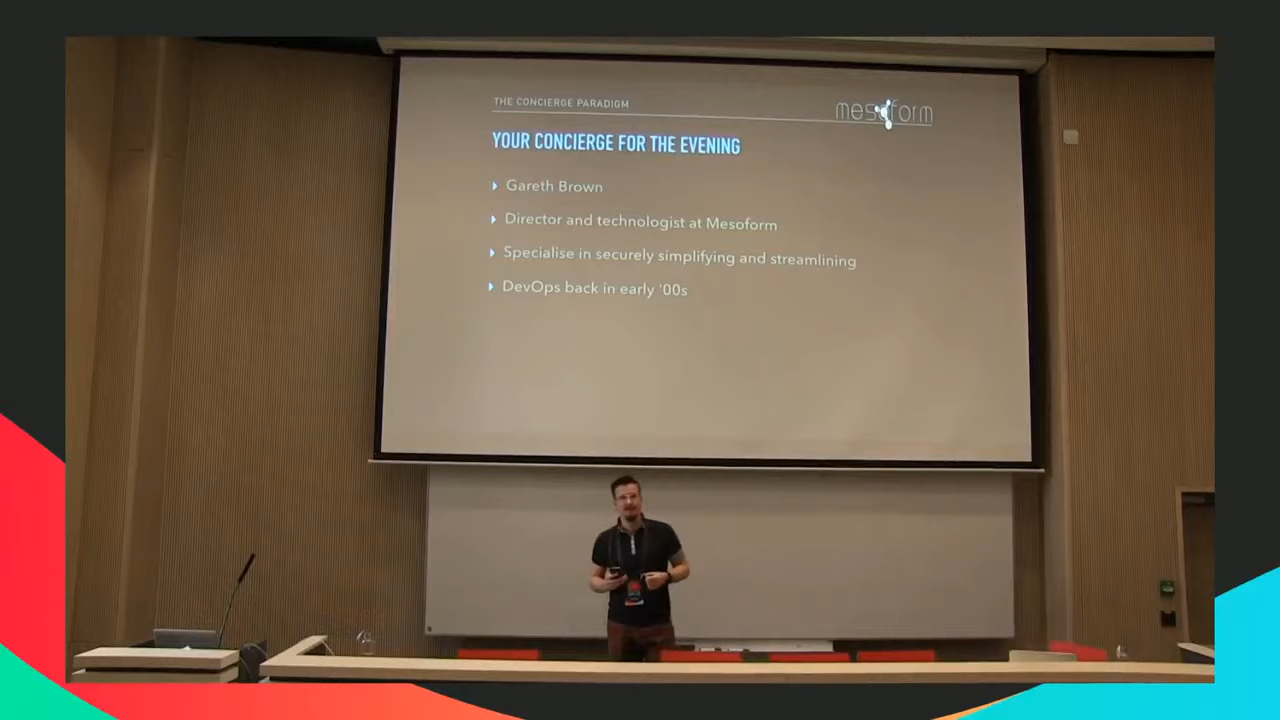 THE CONCIERGE PARADIGM
mesoform
YOUR CONCIERGE FOR THE EVENING
Gareth Brown
Director and technologist at Mesoform
Specialise in securely simplifying and streamlining
DevOps back in early '00s